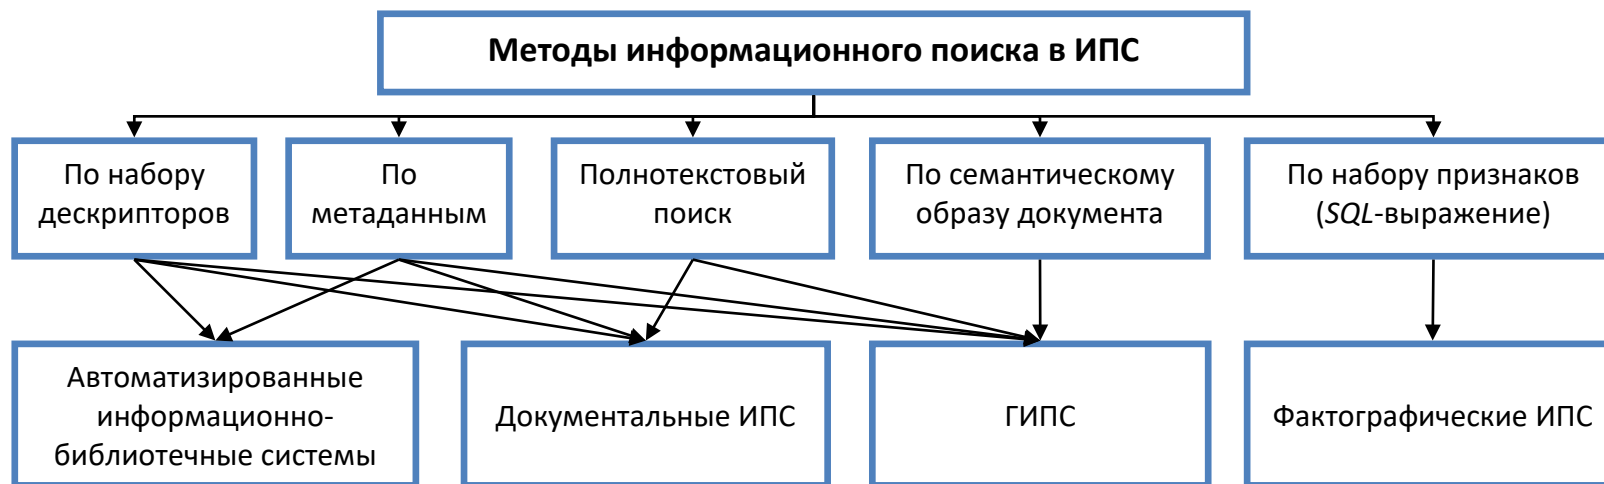 Методы информационного поиска в ИПС
По набору
дескрипторов
По
метаданным
Полнотекстовый
поиск
По семантическому
образу документа
По набору признаков
(SQL-выражение)
Автоматизированные
информационно-
библиотечные системы
Документальные ИПС
ГИПС
Фактографические ИПС